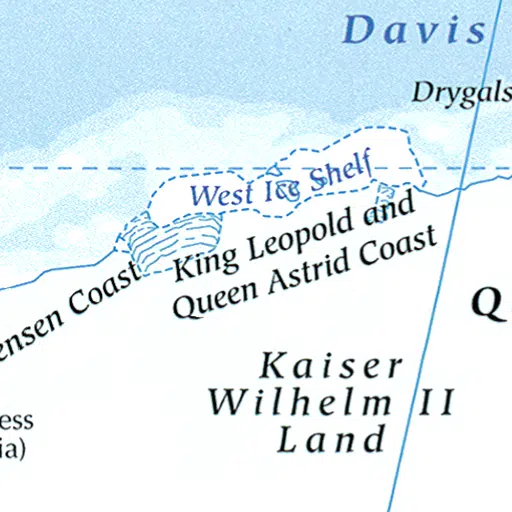 Davis
Drygals
West Ice Shelf
King Leopold and
Queen Astrid Coast
ensen Coast
Q
Kaiser
Wilhelm II
Land
ess
ia)